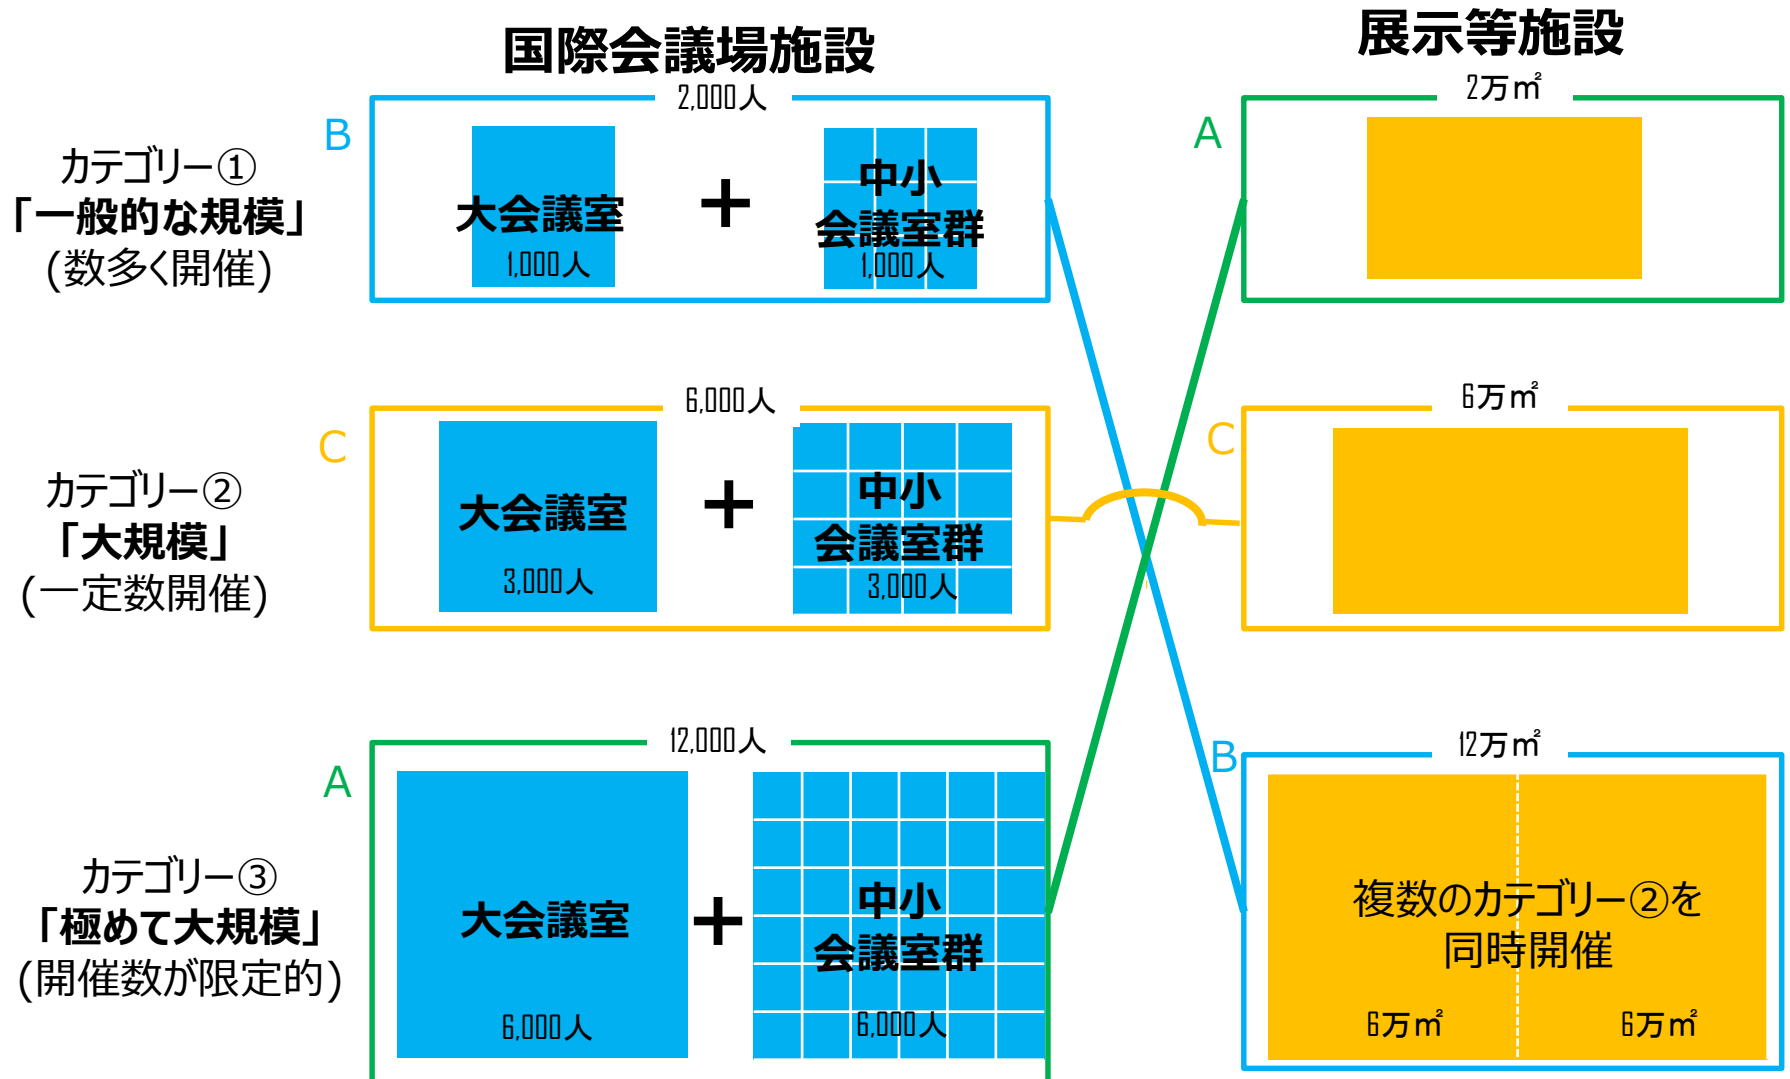 国際会議場施設
展示等施設
カテゴリー①
「一般的な規模」
(数多く開催)
B
2,000人
大会議室
1,000人
+
中小
会議室群
1,000人
A
2万㎡
カテゴリー②
「大規模」
(一定数開催)
C
6,000人
大会議室
3,000人
+
中小
会議室群
3,000人
C
6万㎡
カテゴリー③
「極めて大規模」
(開催数が限定的)
A
12,000人
大会議室
6,000人
+
中小
会議室群
6,000人
B
12万㎡
複数のカテゴリー②を
同時開催
6万㎡
6万㎡